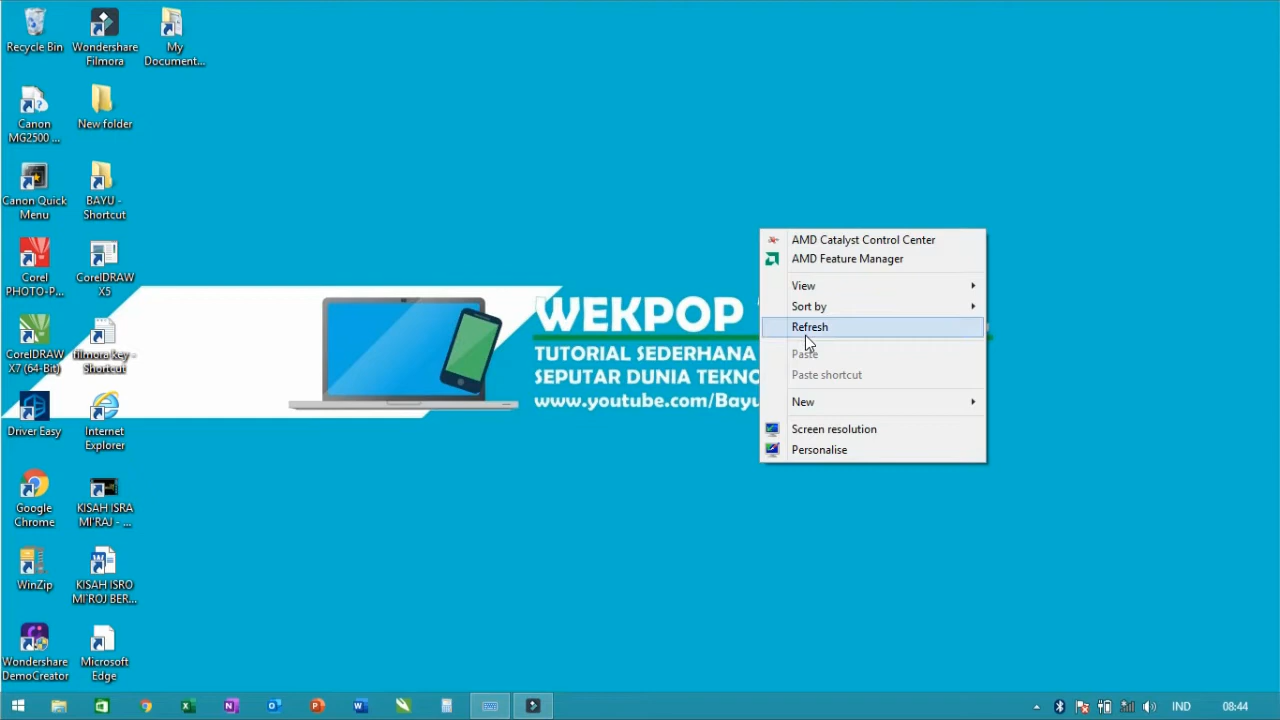 Recycle Bin
Wondershare
Filmora
My
Document...
Canon
MG2500 ...
New folder
Canon Quick
Menu
BAYU -
Shortcut
Corel
PHOTO-P...
CorelDRAW
X5
CorelDRAW
X7 (64-Bit)
filmora key -
Shortcut
Driver Easy
Internet
Explorer
Google
Chrome
KISAH ISRA
MI'RAJ - ...
WinZip
KISAH ISRO
MI'ROJ BER...
Wondershare
DemoCreator
Microsoft
Edge
WEKPOP
TUTORIAL SEDERHANA
SEPUTAR DUNIA TEKNO
www.youtube.com/Bayu
AMD Catalyst Control Center
AMD Feature Manager
View
Sort by
Refresh
Paste
Paste shortcut
New
Screen resolution
Personalise
IND
08:44